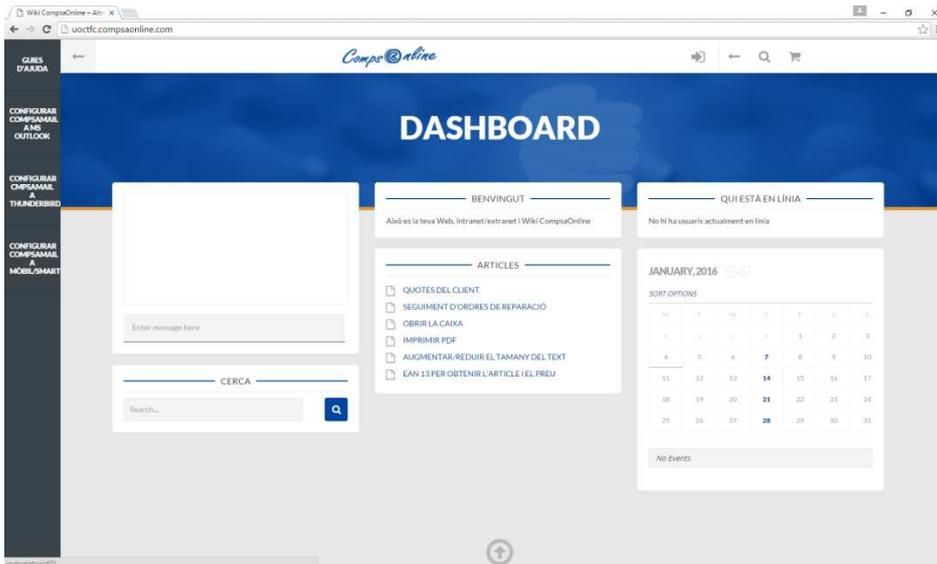 Wiki CompsaOnline – Altr
uoctfc.compsaonline.com
GUIES
D'AJUDA
CONFIGURAR
COMPSAMAIL
A MS
OUTLOOK
CONFIGURAR
CMPSAMAIL
A
THUNDERBIRD
CONFIGURAR
COMPSAMAIL
A
MÒBIL/SMART
Comps@Online
DASHBOARD
Enter message here
CERCA
Search...
BENVINGUT
Això es la teva Web, intranet/extranet i Wiki CompsaOnline
ARTICLES
QUOTES DEL CLIENT
SEGUIMENT D'ORDRES DE REPARACIÓ
OBRIR LA CAIXA
IMPRIMIR PDF
AUGMENTAR/REDUIR EL TAMANY DEL TEXT
EAN 13 PER OBTENIR L'ARTICLE I EL PREU
QUI ESTÀ EN LÍNIA
No hi ha usuaris actualment en línia
JANUARY, 2016
SORT OPTIONS
M T W T F S S
- - - - 1 2 3
4 5 6 7 8 9 10
11 12 13 14 15 16 17
18 19 20 21 22 23 24
25 26 27 28 29 30 31
No Events